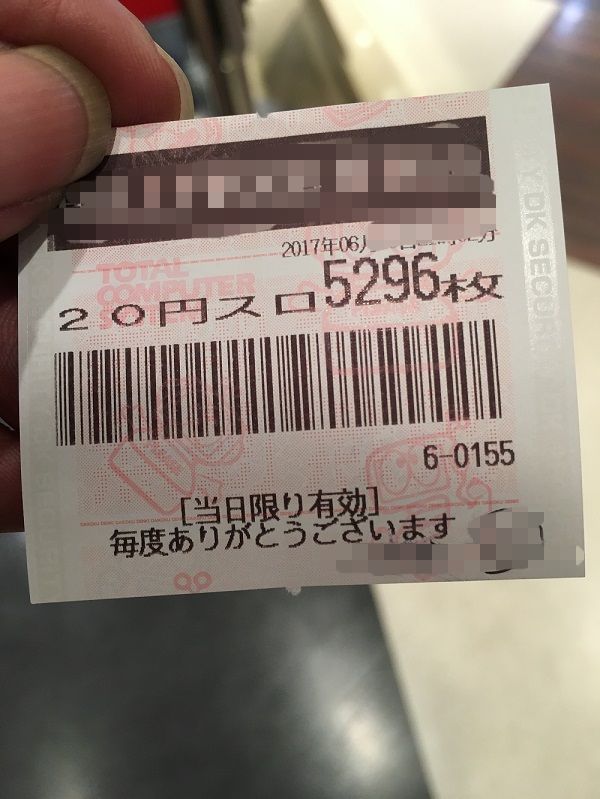 2017年06月
TOTAL
COMPUTER
２０円スロ5296枚
6-0155
[当日限り有効]
毎度ありがとうございます